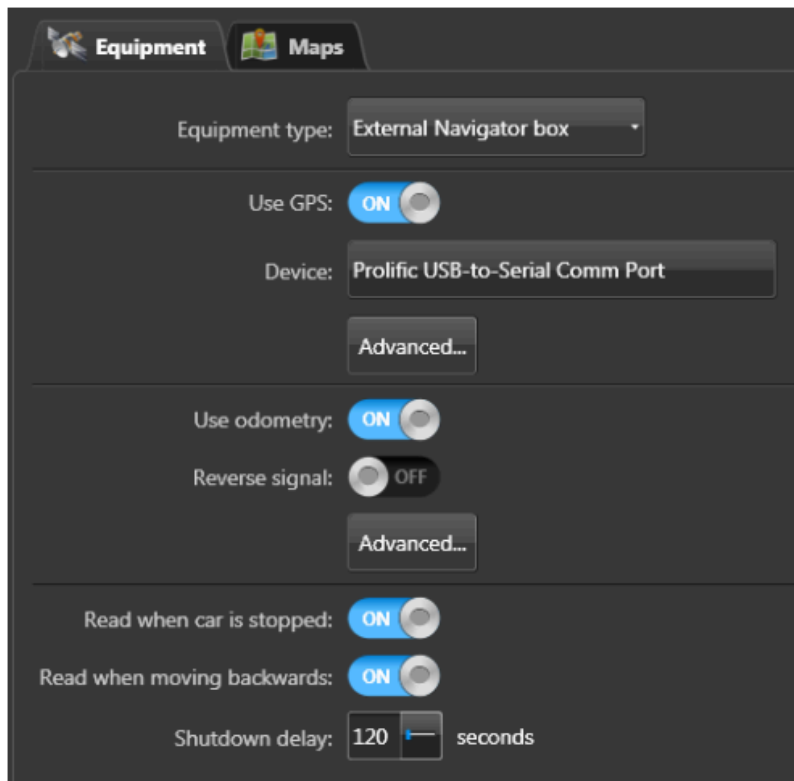 Equipment Maps
Equipment type: External Navigator box
Use GPS: ON
Device: Prolific USB-to-Serial Comm Port
Advanced...
Use odometry: ON
Reverse signal: OFF
Advanced...
Read when car is stopped: ON
Read when moving backwards: ON
Shutdown delay: 120 seconds